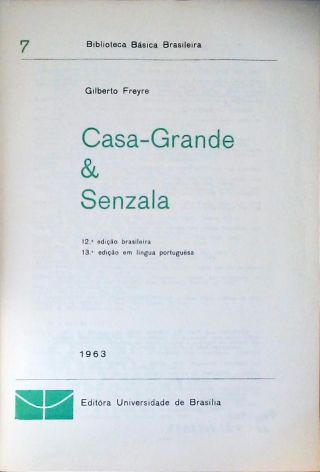 7
Biblioteca Básica Brasileira
Gilberto Freyre
Casa-Grande
&
Senzala
12.ª edição brasileira
13.ª edição em língua portuguêsa
1963
Editôra Universidade de Brasília